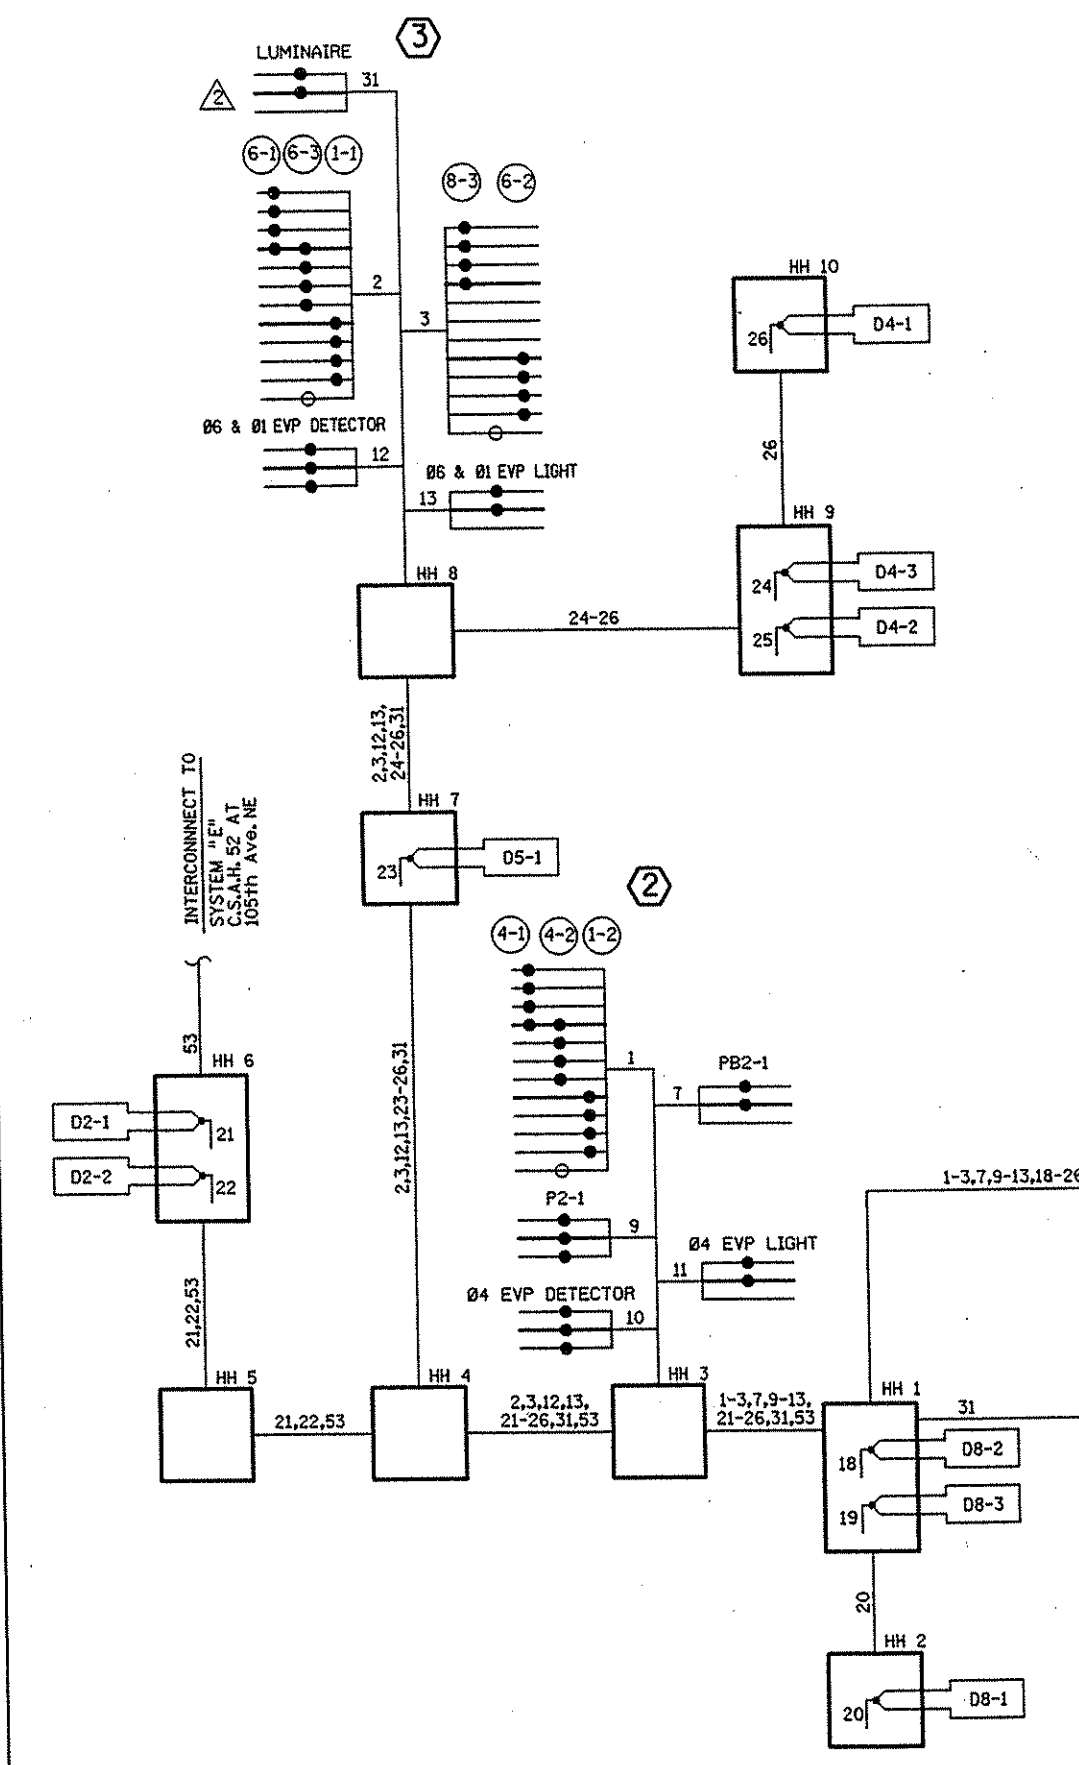 3
LUMINAIRE
2
31
6-1 6-3 1-1
8-3 6-2
2
3
HH 10
26
D4-1
Ø6 & Ø1 EVP DETECTOR
12
Ø6 & Ø1 EVP LIGHT
13
26
HH 9
24
D4-3
25
D4-2
HH 8
24-26
2,3,12,13,
24-26,31
INTERCONNNECT TO
SYSTEM "E"
C.S.A.H. 52 AT
105th Ave. NE
HH 7
23
D5-1
2
4-1 4-2 1-2
53
HH 6
D2-1
21
D2-2
22
2,3,12,13,23-26,31
1
PB2-1
7
P2-1
9
Ø4 EVP LIGHT
11
Ø4 EVP DETECTOR
10
1-3,7,9-13,18-26
21,22,53
HH 5
21,22,53
HH 4
2,3,12,13,
21-26,31,53
HH 3
1-3,7,9-13,
21-26,31,53
HH 1
31
18
D8-2
19
D8-3
20
HH 2
20
D8-1